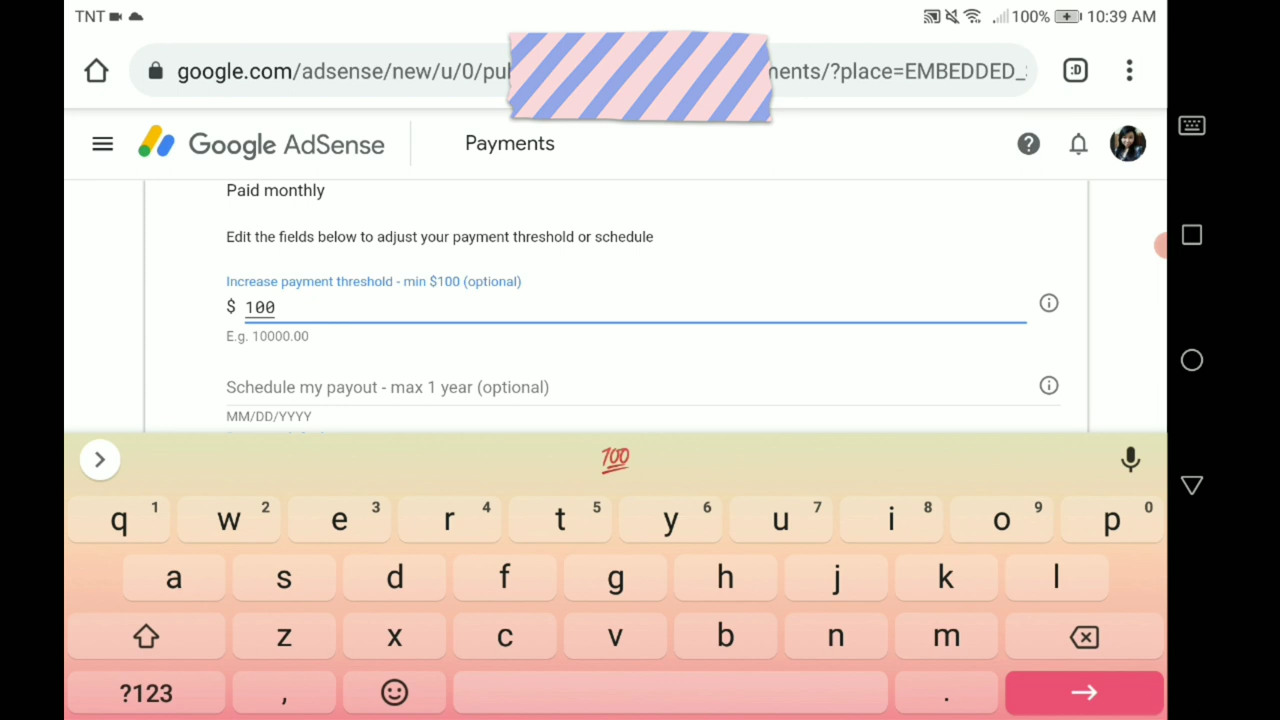 TNT 100% 10:39 AM
google.com/adsense/new/u/0/pu ents/?place=EMBEDDED_
:D
Google AdSense Payments
Paid monthly
Edit the fields below to adjust your payment threshold or schedule
Increase payment threshold - min $100 (optional)
$ 100
E.g. 10000.00
Schedule my payout - max 1 year (optional)
MM/DD/YYYY
100
q 1 w 2 e 3 r 4 t 5 y 6 u 7 i 8 o 9 p 0
a s d f g h j k l
z x c v b n m
?123 , .